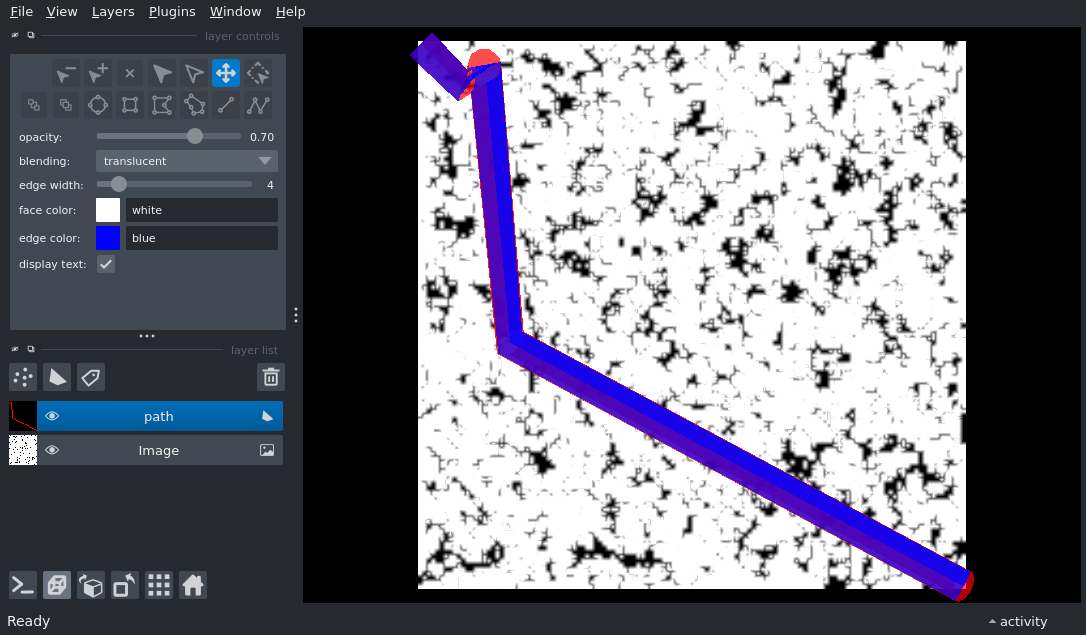 File View Layers Plugins Window Help
layer controls
opacity: 0.70
blending: translucent
edge width: 4
face color: white
edge color: blue
display text:
layer list
path
Image
Ready activity